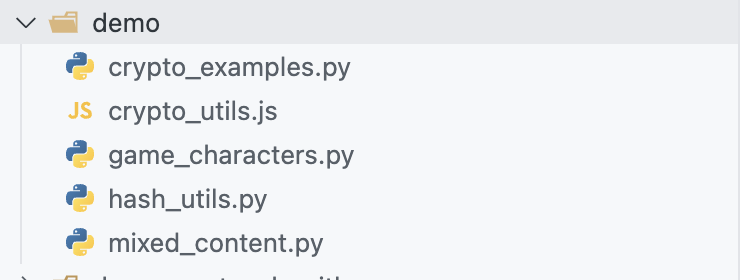 demo
crypto_examples.py
JS crypto_utils.js
game_characters.py
hash_utils.py
mixed_content.py